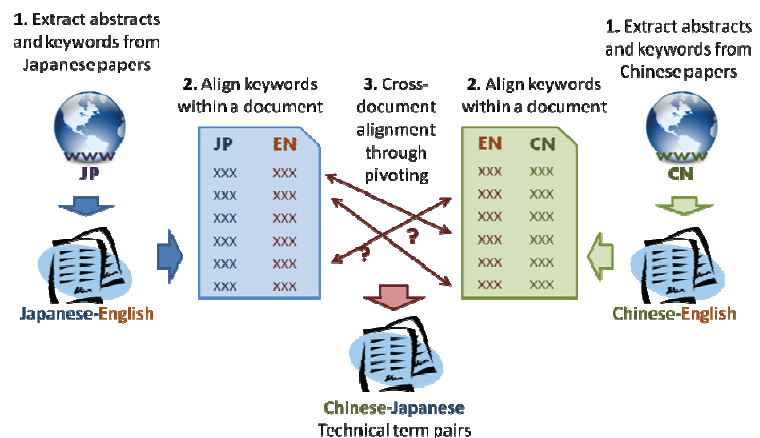 1. Extract abstracts
and keywords from
Japanese papers
WWW
JP
Japanese-English
2. Align keywords
within a document
JP EN
xxx xxx
xxx xxx
xxx xxx
xxx xxx
xxx xxx
xxx xxx
3. Cross-
document
alignment
through
pivoting
?
?
2. Align keywords
within a document
EN CN
xxx xxx
xxx xxx
xxx xxx
xxx xxx
xxx xxx
xxx xxx
1. Extract abstracts
and keywords from
Chinese papers
WWW
CN
Chinese-English
Chinese-Japanese
Technical term pairs